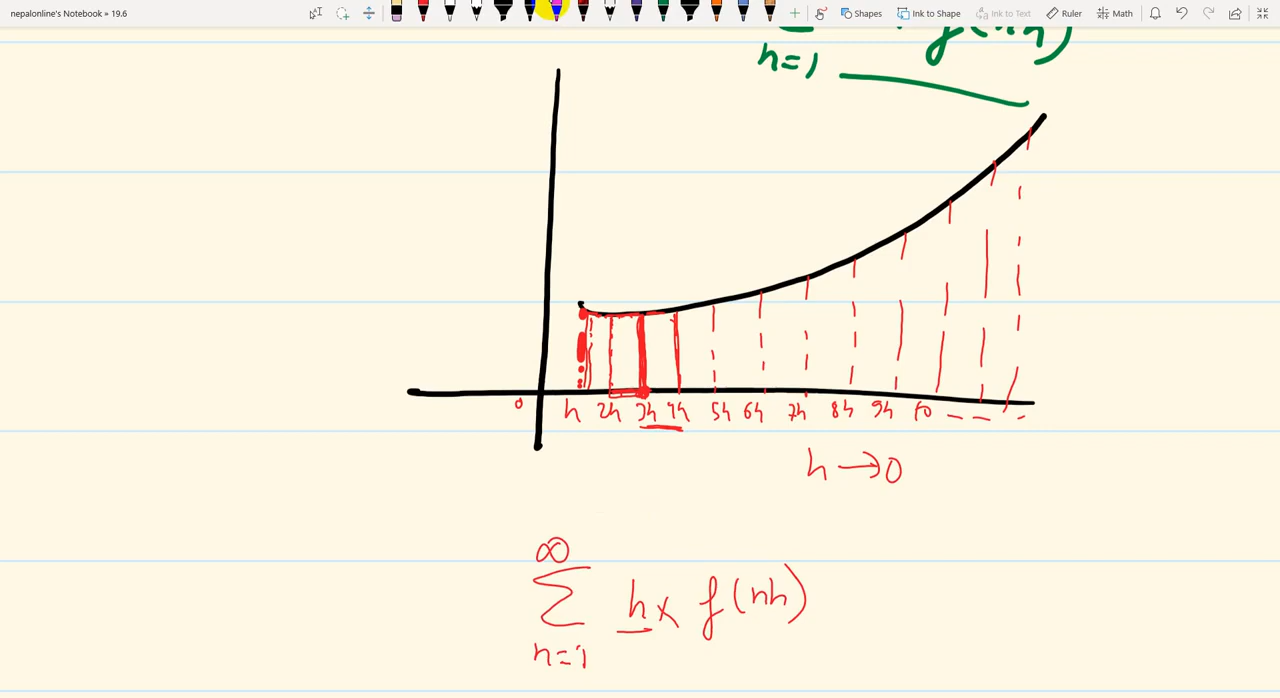 nepalonline's Notebook » 19.6
Shapes Ink to Shape Ink to Text Ruler Math
n=1 f(nh)
0 h 2h 3h 4h 5h 6h 7h 8h 9h 10
h → 0
∞
Σ h × f(nh)
n=1